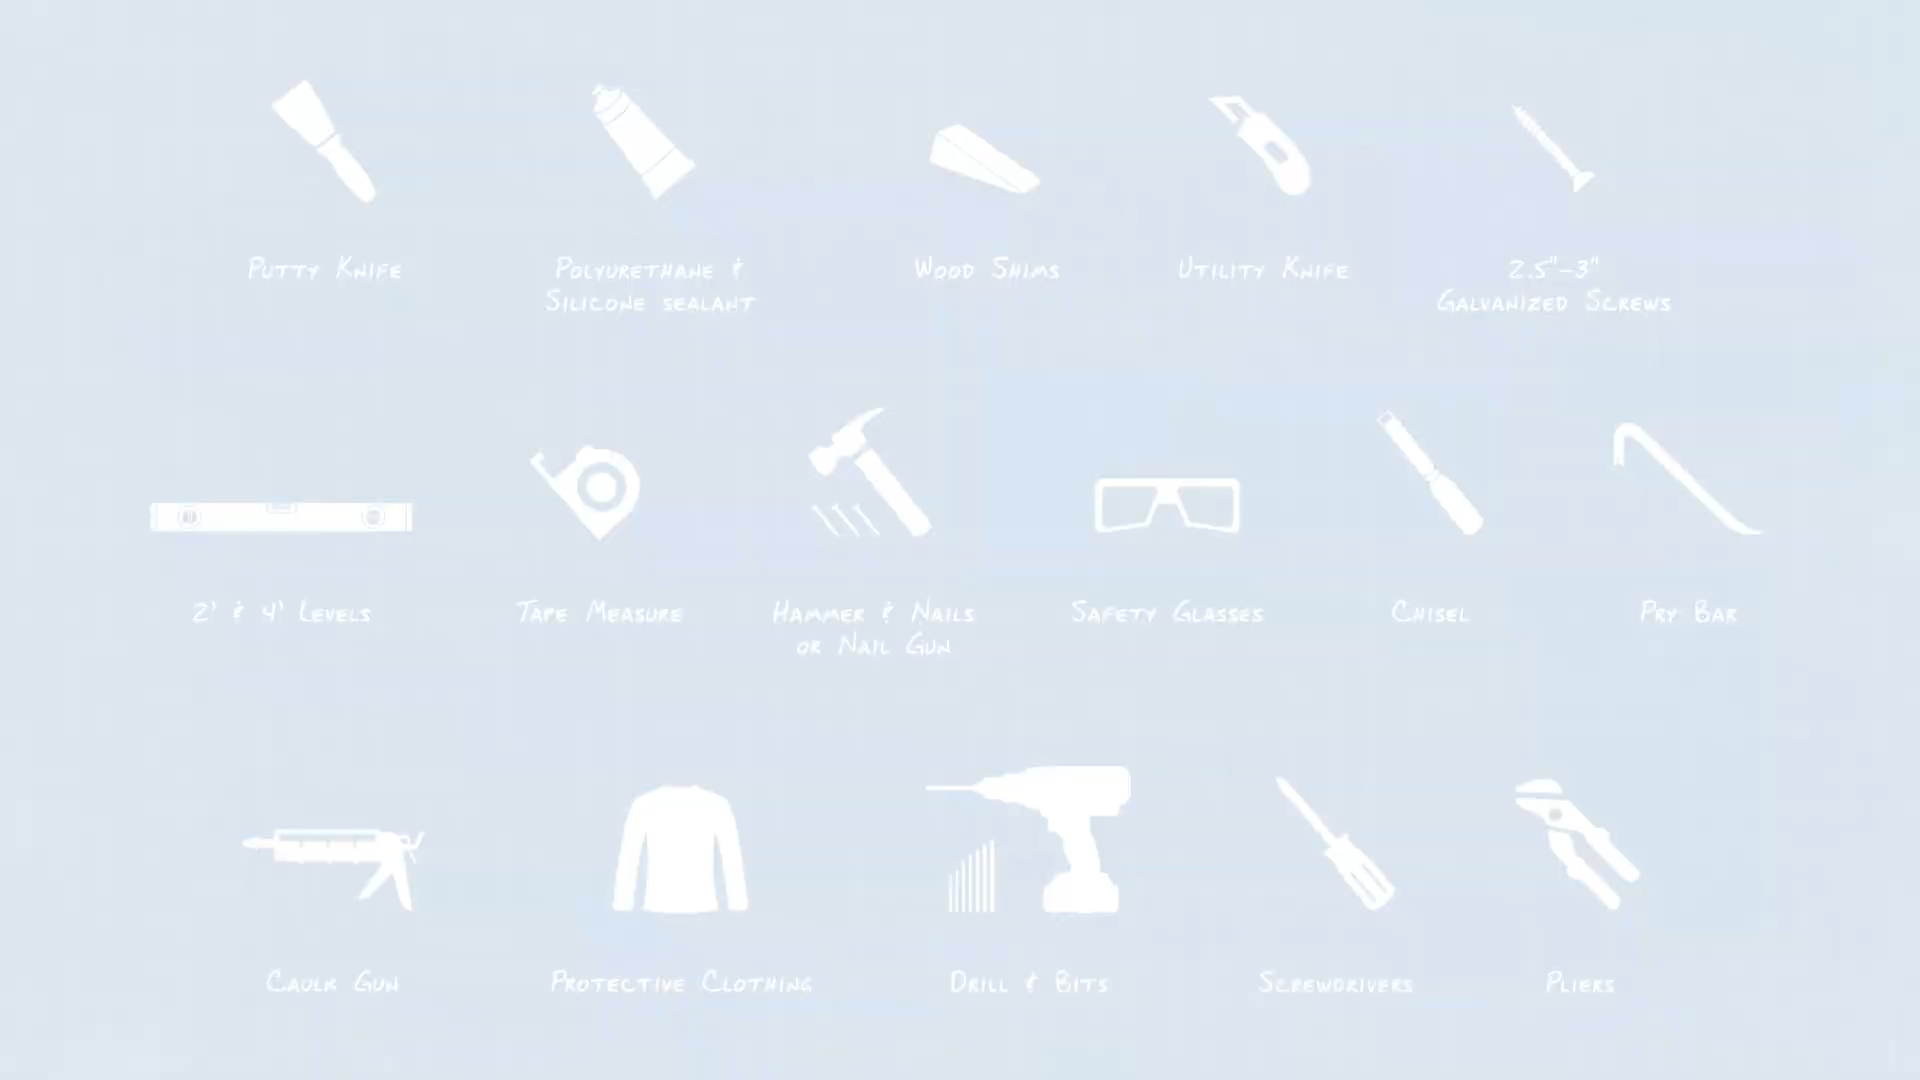 Putty Knife
Polyurethane &
Silicone sealant
Wood Shims
Utility Knife
2.5"-3"
Galvanized Screws
2' & 4' Levels
Tape Measure
Hammer & Nails
or Nail Gun
Safety Glasses
Chisel
Pry Bar
Caulk Gun
Protective Clothing
Drill & Bits
Screwdrivers
Pliers